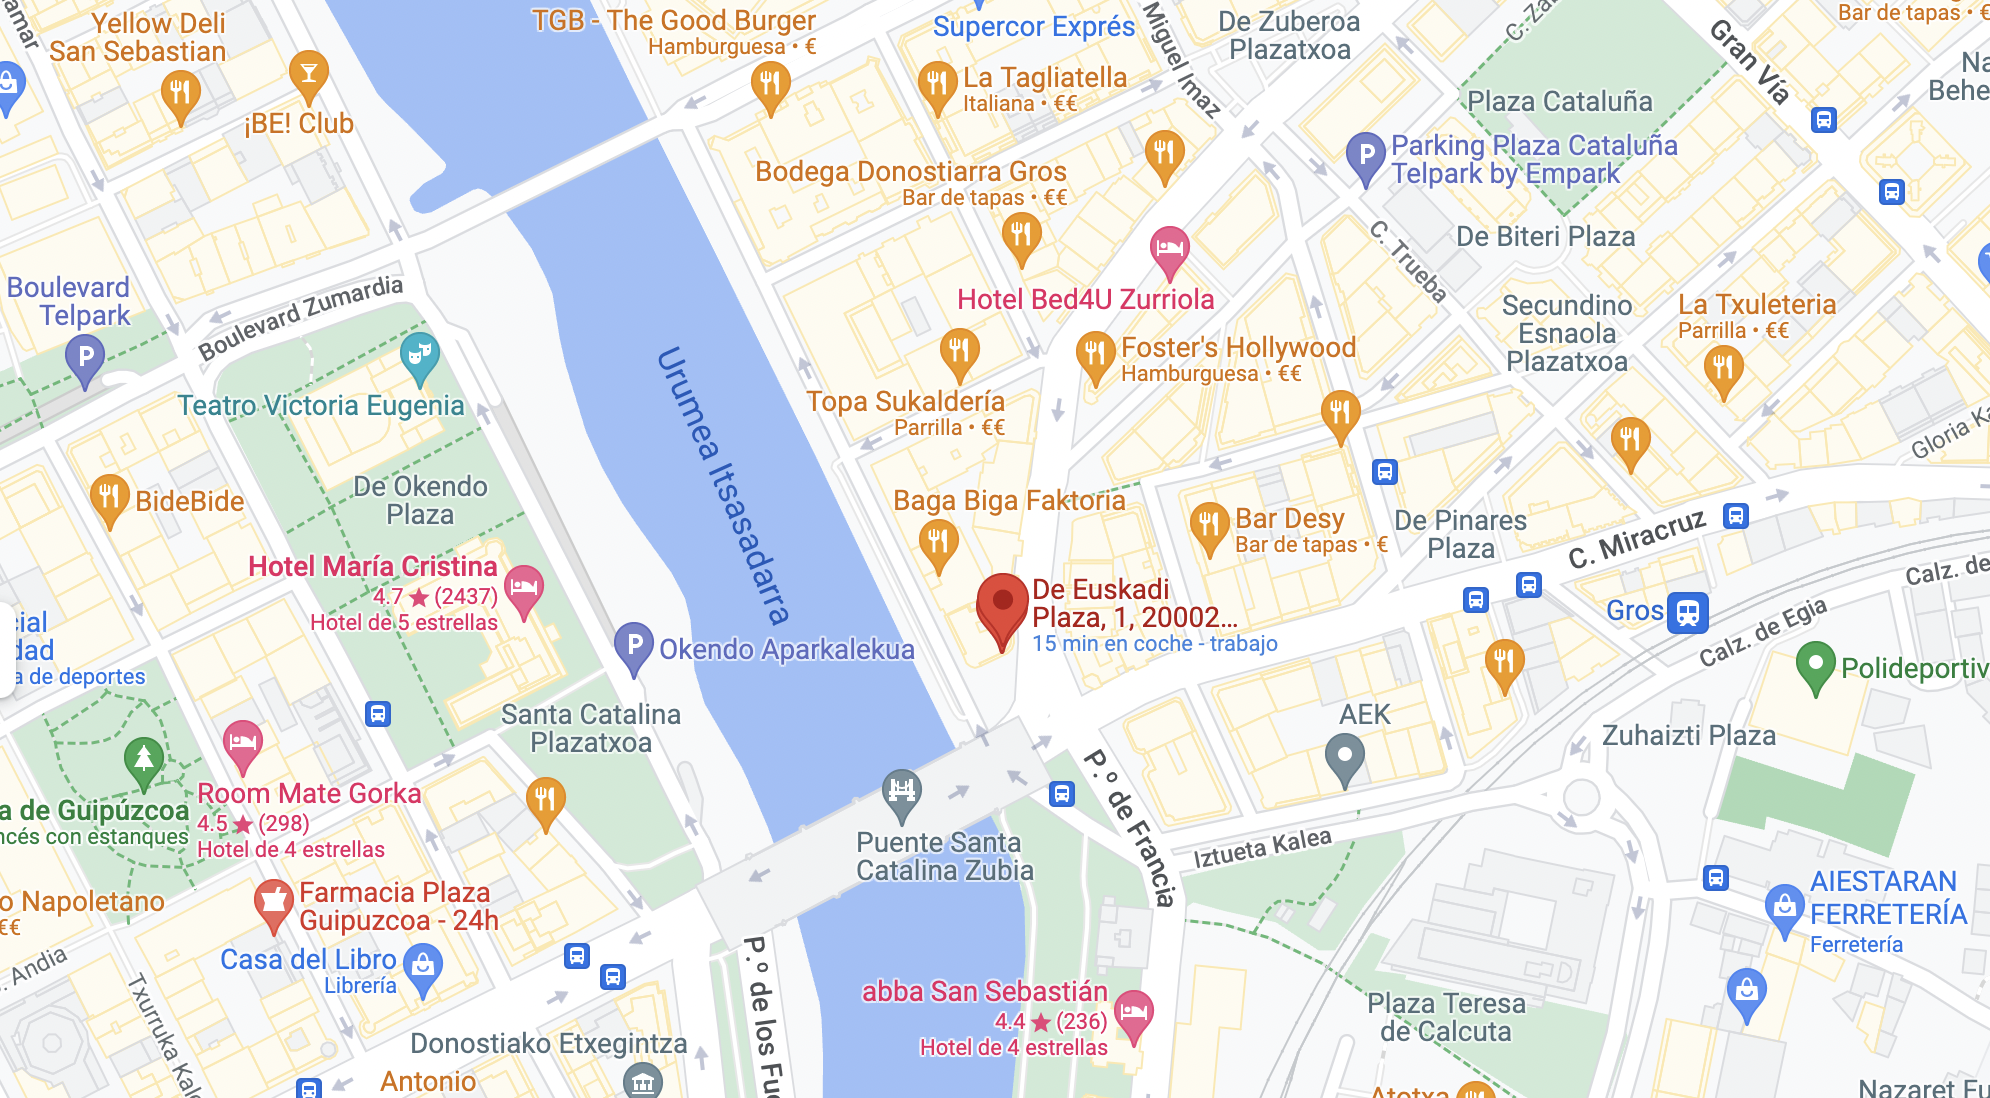 Yellow Deli
San Sebastian
¡BE! Club
TGB - The Good Burger
Hamburguesa • €
Supercor Exprés
La Tagliatella
Italiana • €€
Miguel Imaz
De Zuberoa
Plazatxoa
Gran Vía
Bar de tapas • €
Plaza Cataluña
Parking Plaza Cataluña
Telpark by Empark
Bodega Donostiarra Gros
Bar de tapas • €€
C. Trueba
De Biteri Plaza
Boulevard
Telpark
Boulevard Zumardia
Hotel Bed4U Zurriola
Secundino
Esnaola
Plazatxoa
La Txuleteria
Parrilla • €€
Teatro Victoria Eugenia
Urumea Itsasadarra
Foster's Hollywood
Hamburguesa • €€
Topa Sukaldería
Parrilla • €€
Gloria
BideBide
De Okendo
Plaza
Baga Biga Faktoria
Bar Desy
Bar de tapas • €
De Pinares
Plaza
C. Miracruz
Hotel María Cristina
4.7 ★ (2437)
Hotel de 5 estrellas
De Euskadi
Plaza, 1, 20002...
15 min en coche - trabajo
Calz. de
Gros
Calz. de Egia
Okendo Aparkalekua
a de deportes
Polideportiv
Santa Catalina
Plazatxoa
AEK
Zuhaizti Plaza
P.º de Francia
a de Guipúzcoa
ncés con estanques
Room Mate Gorka
4.5 ★ (298)
Hotel de 4 estrellas
Puente Santa
Catalina Zubia
Iztueta Kalea
o Napoletano
€€
Farmacia Plaza
Guipuzcoa - 24h
AIESTARAN
FERRETERÍA
Ferretería
Andia
Casa del Libro
Librería
P.º de los Fue
Txurruka Kale
abba San Sebastián
4.4 ★ (236)
Hotel de 4 estrellas
Plaza Teresa
de Calcuta
Donostiako Etxegintza
Antonio
Atotxa
Nazaret Fu